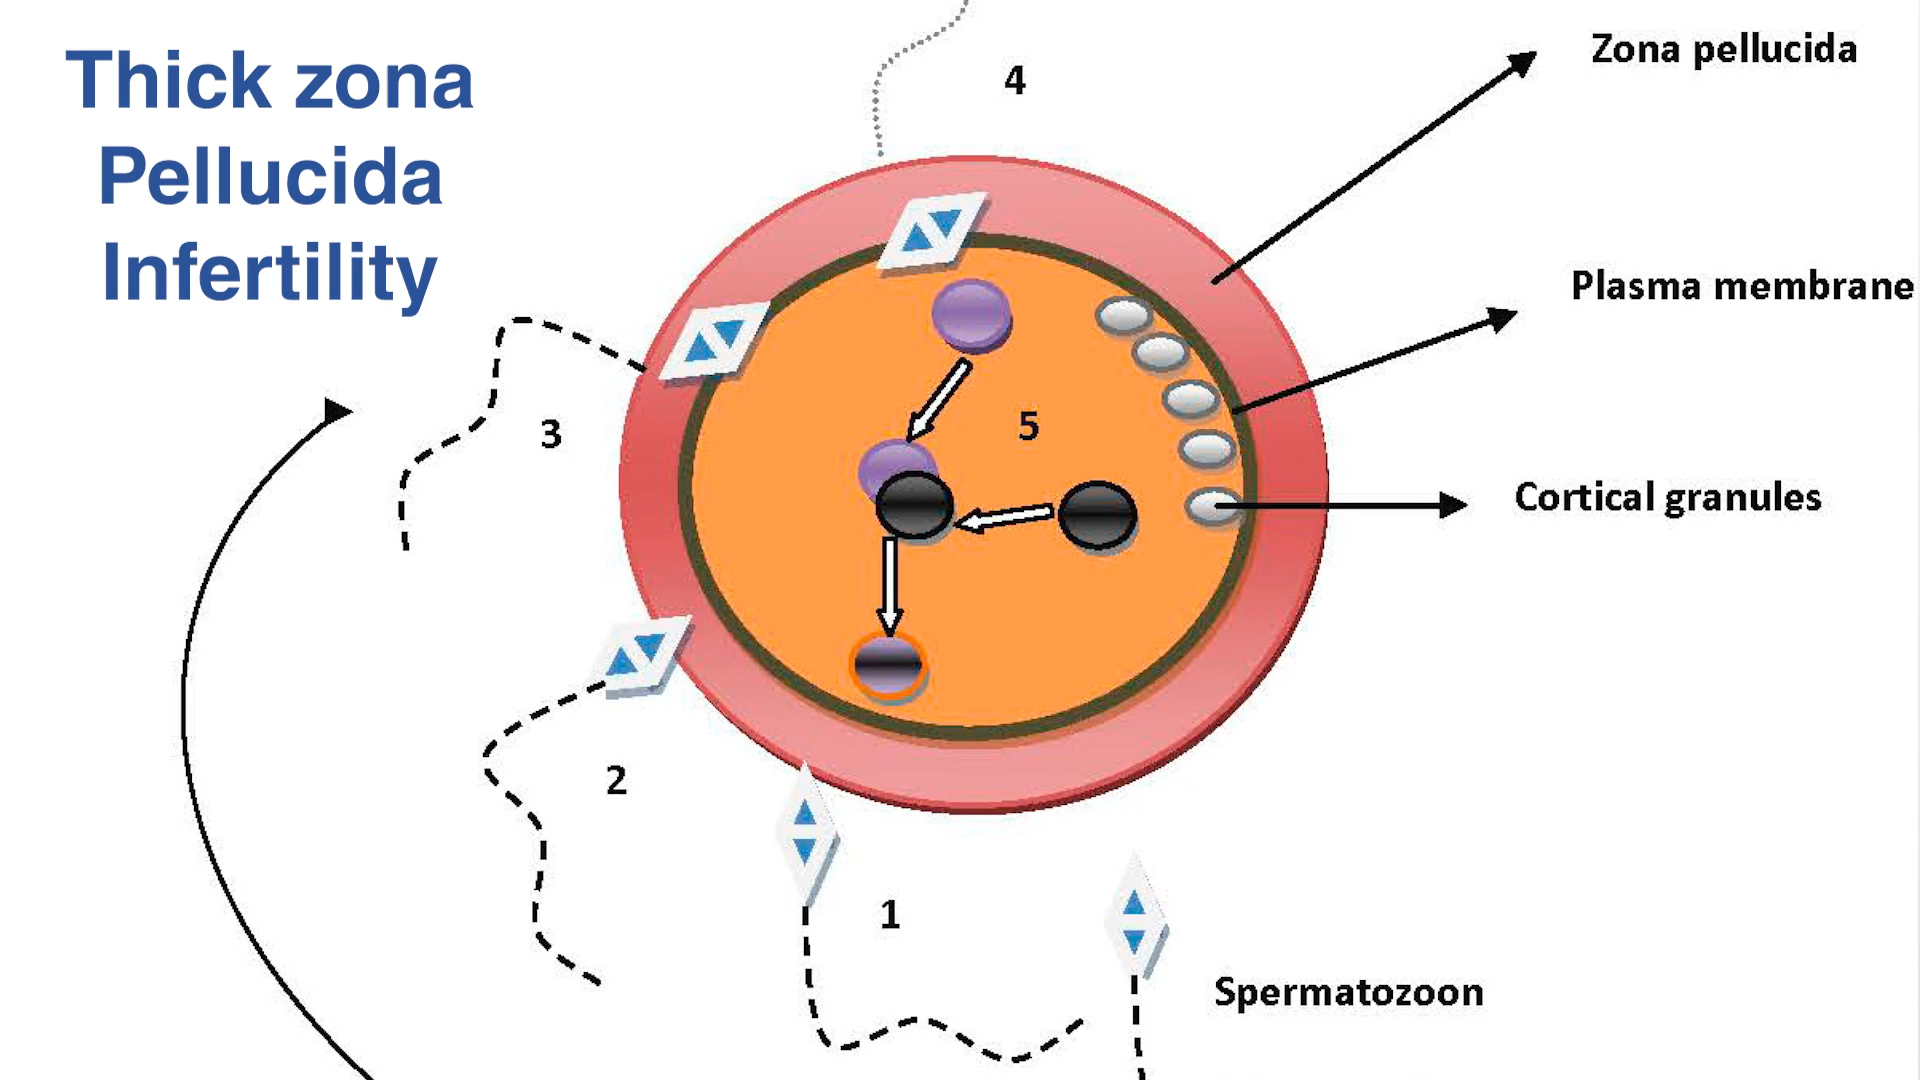 Thick zona
Pellucida
Infertility
4
Zona pellucida
Plasma membrane
3
5
Cortical granules
2
1
Spermatozoon